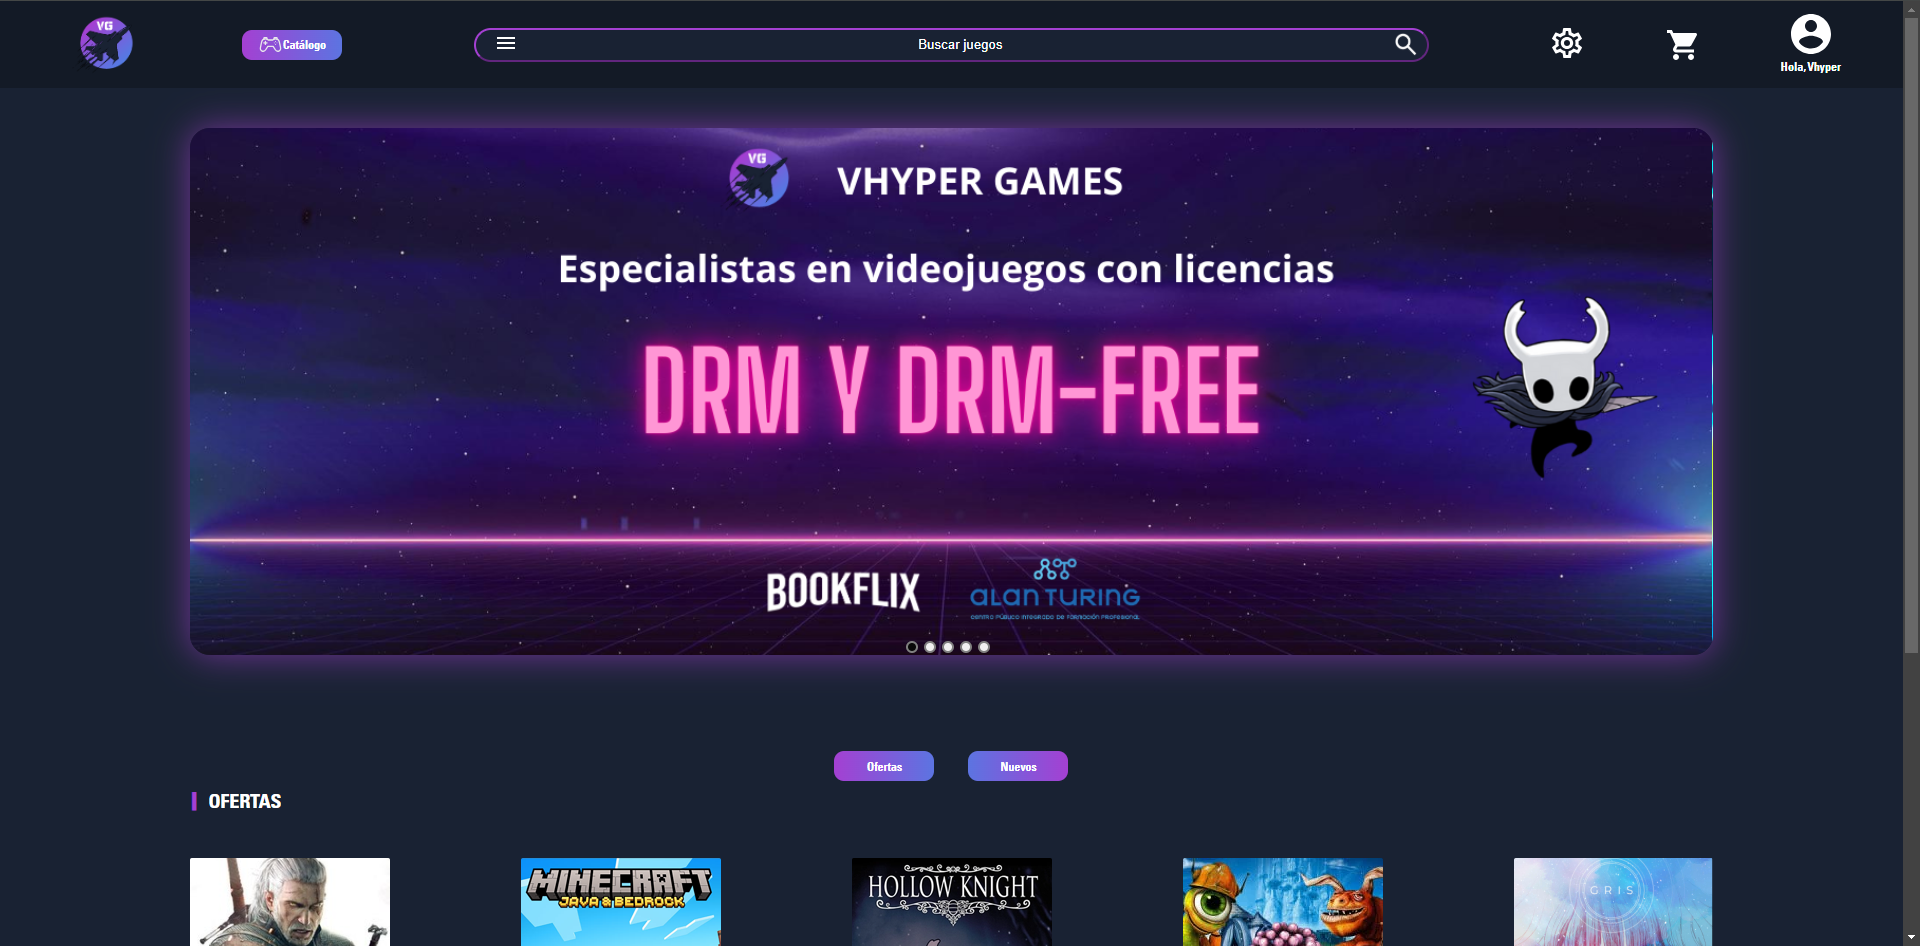 VG
Catálogo
Buscar juegos
Hola, Vhyper
VG
VHYPER GAMES
Especialistas en videojuegos con licencias
DRM Y DRM-FREE
BOOKFLIX
ALAN TURING
CENTRO PÚBLICO INTEGRADO DE FORMACIÓN PROFESIONAL
Ofertas
Nuevos
OFERTAS
MINECRAFT
JAVA & BEDROCK
HOLLOW KNIGHT
GRIS